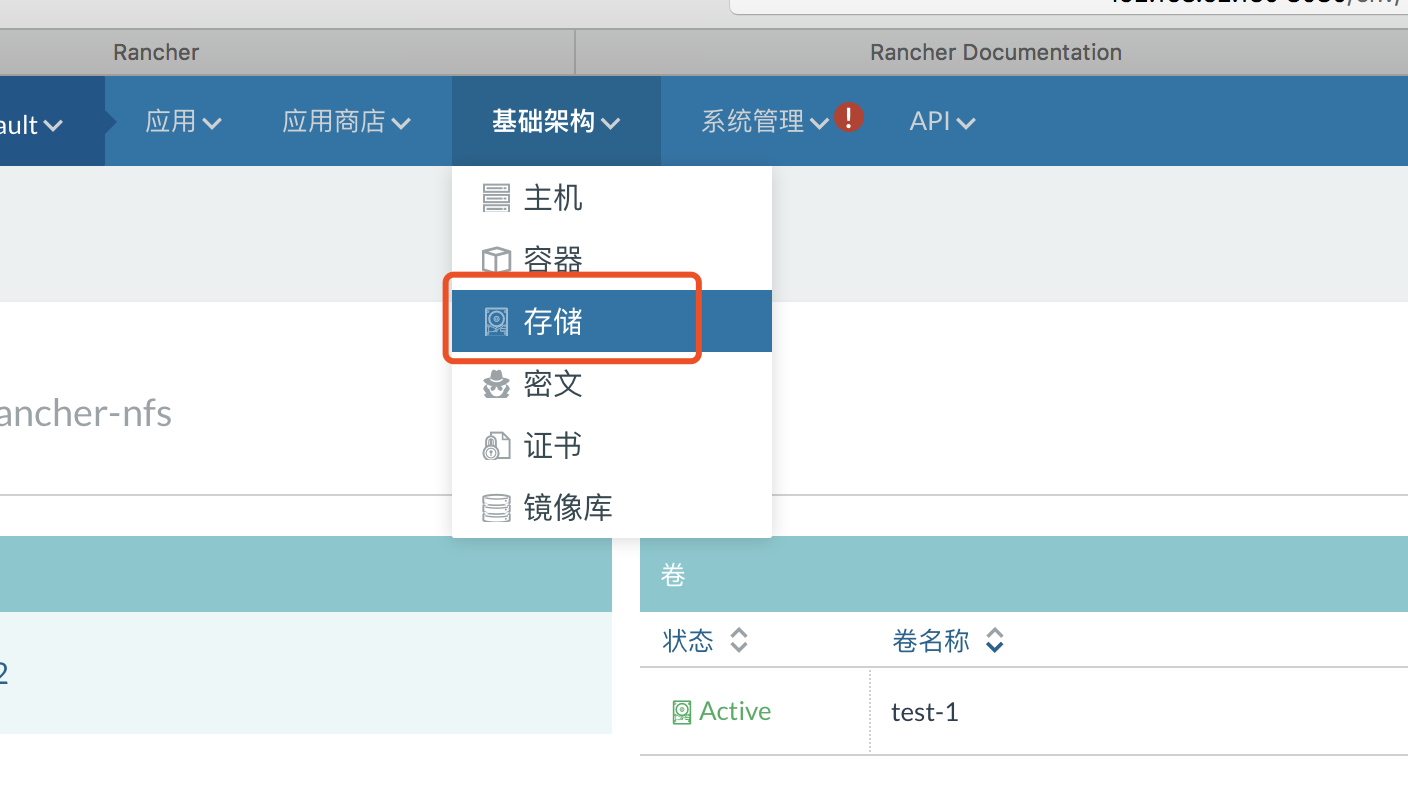 Rancher
Rancher Documentation
ault
应用
应用商店
基础架构
系统管理
!
API
主机
容器
存储
密文
证书
镜像库
ancher-nfs
卷
状态
卷名称
2
Active
test-1